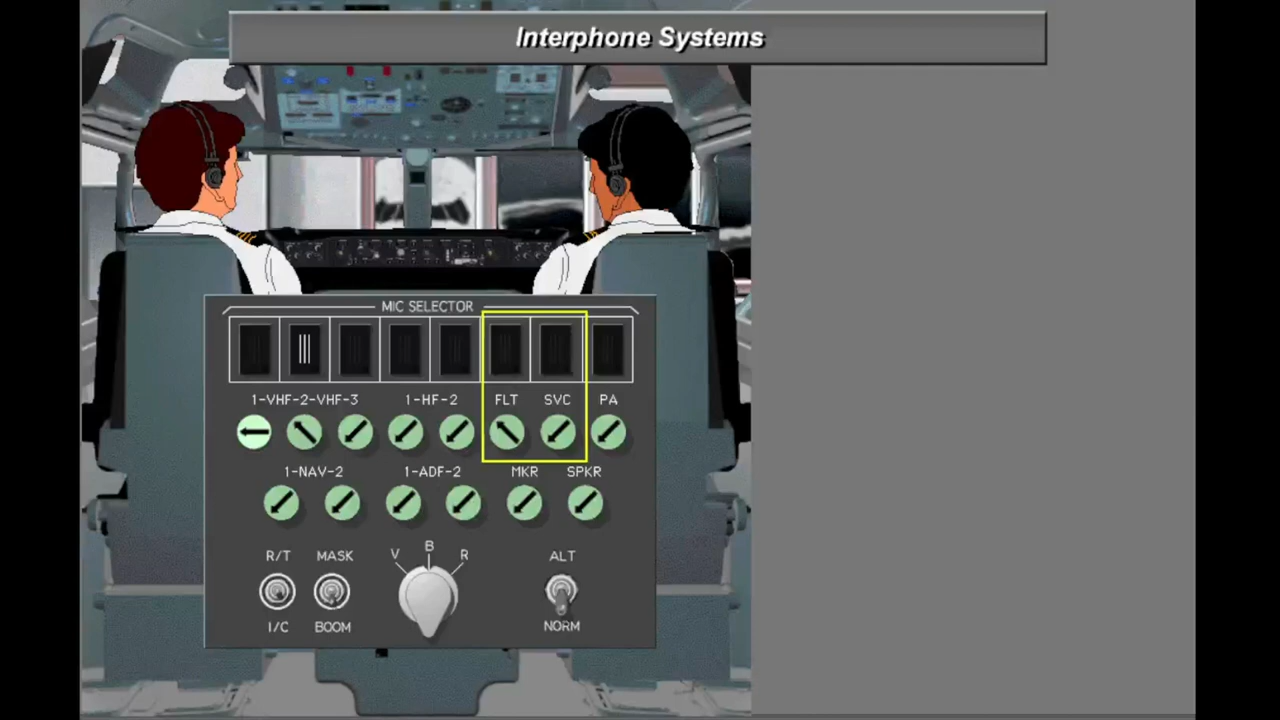 Interphone Systems
MIC SELECTOR
1-VHF-2-VHF-3 1-HF-2 FLT SVC PA
1-NAV-2 1-ADF-2 MKR SPKR
R/T MASK V B R ALT
I/C BOOM NORM